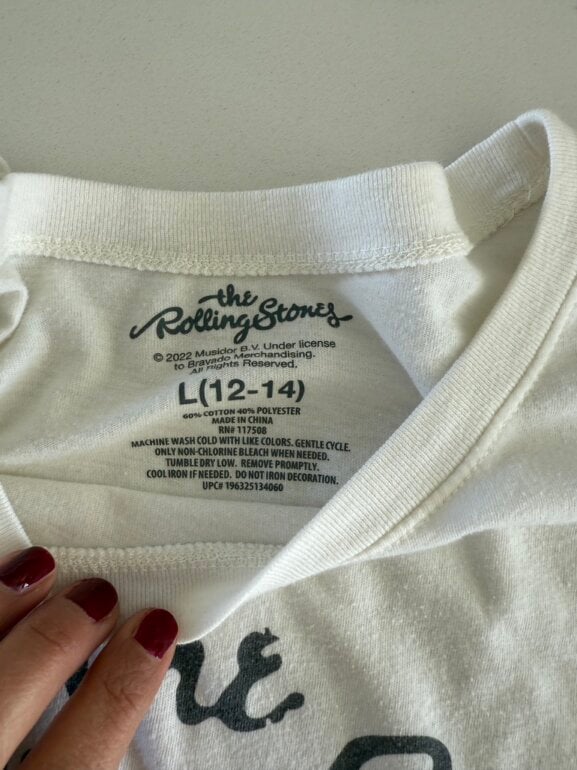 the
Rolling Stones
© 2022 Musidor B.V. Under license
to Bravado Merchandising.
All Rights Reserved.
L(12-14)
60% COTTON 40% POLYESTER
MADE IN CHINA
RN# 117508
MACHINE WASH COLD WITH LIKE COLORS. GENTLE CYCLE.
ONLY NON-CHLORINE BLEACH WHEN NEEDED.
TUMBLE DRY LOW. REMOVE PROMPTLY.
COOL IRON IF NEEDED. DO NOT IRON DECORATION.
UPC# 196325134060